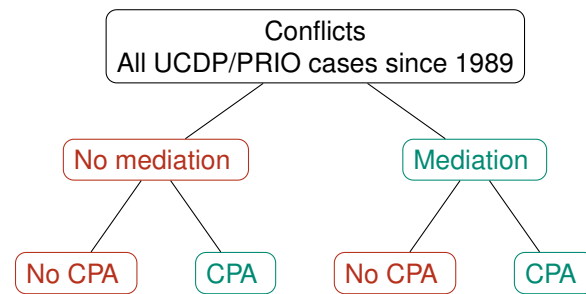 Conflicts
All UCDP/PRIO cases since 1989
No mediation
Mediation
No CPA
CPA
No CPA
CPA